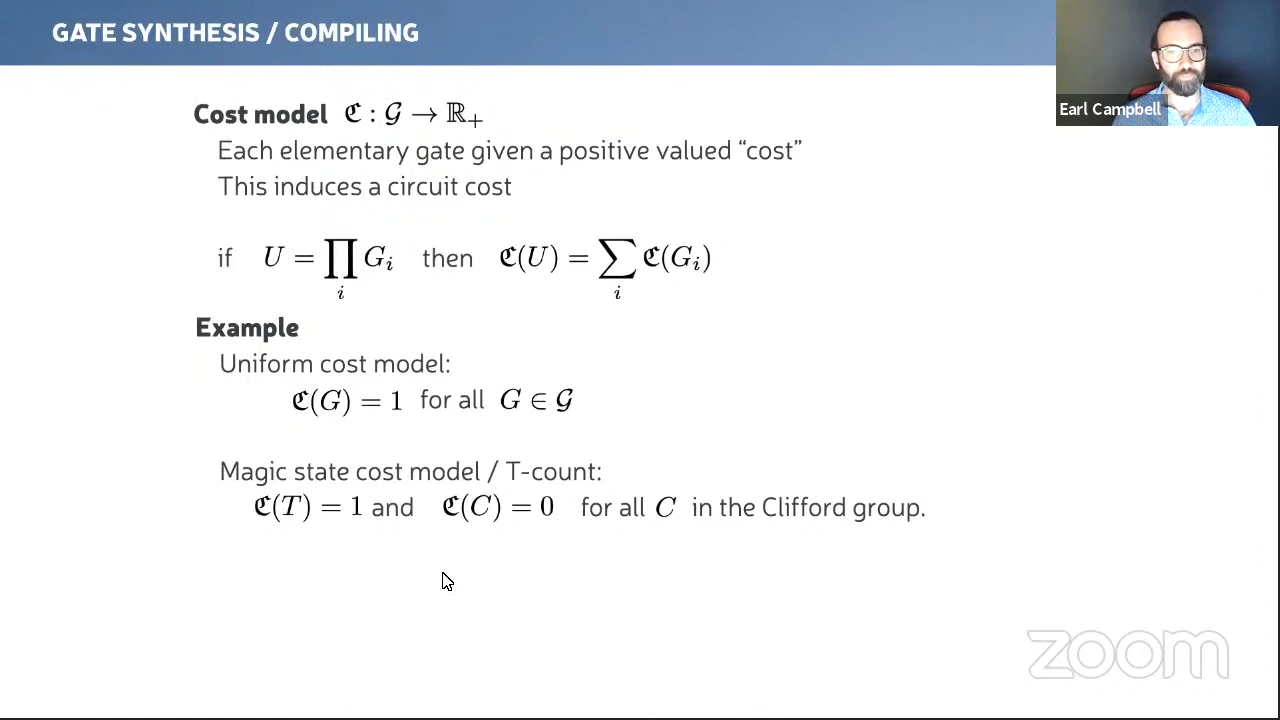 GATE SYNTHESIS / COMPILING
Earl Campbell
Cost model ℭ : 𝒢 → ℝ₊
Each elementary gate given a positive valued “cost”
This induces a circuit cost
if U = ∏ᵢ Gᵢ then ℭ(U) = ∑ᵢ ℭ(Gᵢ)
Example
Uniform cost model:
ℭ(G) = 1 for all G ∈ 𝒢
Magic state cost model / T-count:
ℭ(T) = 1 and ℭ(C) = 0 for all C in the Clifford group.
zoom